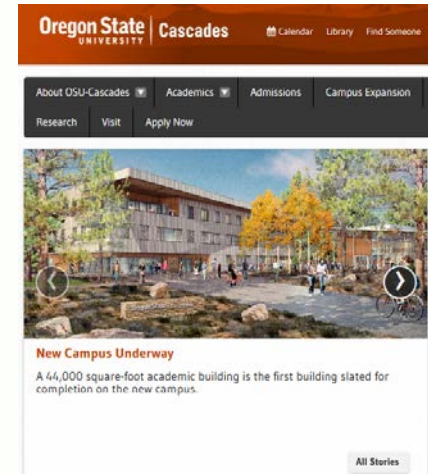 Oregon State | Cascades
UNIVERSITY
Calendar Library Find Someone
About OSU-Cascades Academics Admissions Campus Expansion
Research Visit Apply Now
New Campus Underway
A 44,000 square-foot academic building is the first building slated for
completion on the new campus.
All Stories